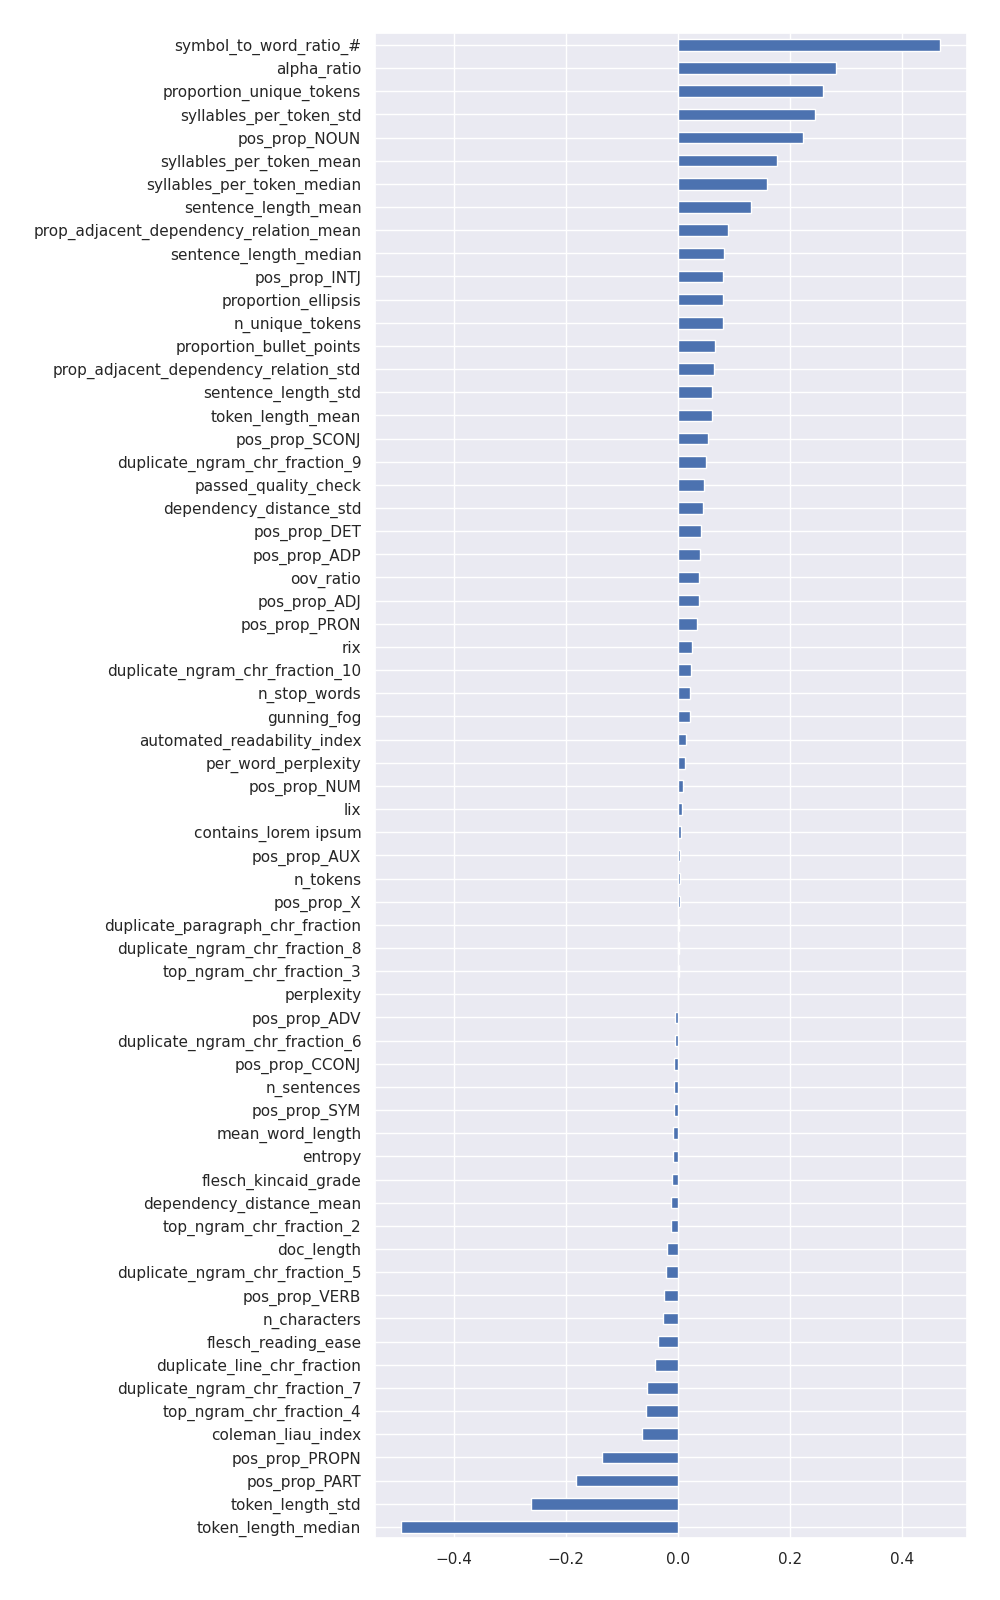 symbol_to_word_ratio_#
alpha_ratio
proportion_unique_tokens
syllables_per_token_std
pos_prop_NOUN
syllables_per_token_mean
syllables_per_token_median
sentence_length_mean
prop_adjacent_dependency_relation_mean
sentence_length_median
pos_prop_INTJ
proportion_ellipsis
n_unique_tokens
proportion_bullet_points
prop_adjacent_dependency_relation_std
sentence_length_std
token_length_mean
pos_prop_SCONJ
duplicate_ngram_chr_fraction_9
passed_quality_check
dependency_distance_std
pos_prop_DET
pos_prop_ADP
oov_ratio
pos_prop_ADJ
pos_prop_PRON
rix
duplicate_ngram_chr_fraction_10
n_stop_words
gunning_fog
automated_readability_index
per_word_perplexity
pos_prop_NUM
lix
contains_lorem ipsum
pos_prop_AUX
n_tokens
pos_prop_X
duplicate_paragraph_chr_fraction
duplicate_ngram_chr_fraction_8
top_ngram_chr_fraction_3
perplexity
pos_prop_ADV
duplicate_ngram_chr_fraction_6
pos_prop_CCONJ
n_sentences
pos_prop_SYM
mean_word_length
entropy
flesch_kincaid_grade
dependency_distance_mean
top_ngram_chr_fraction_2
doc_length
duplicate_ngram_chr_fraction_5
pos_prop_VERB
n_characters
flesch_reading_ease
duplicate_line_chr_fraction
duplicate_ngram_chr_fraction_7
top_ngram_chr_fraction_4
coleman_liau_index
pos_prop_PROPN
pos_prop_PART
token_length_std
token_length_median
−0.4 −0.2 0.0 0.2 0.4